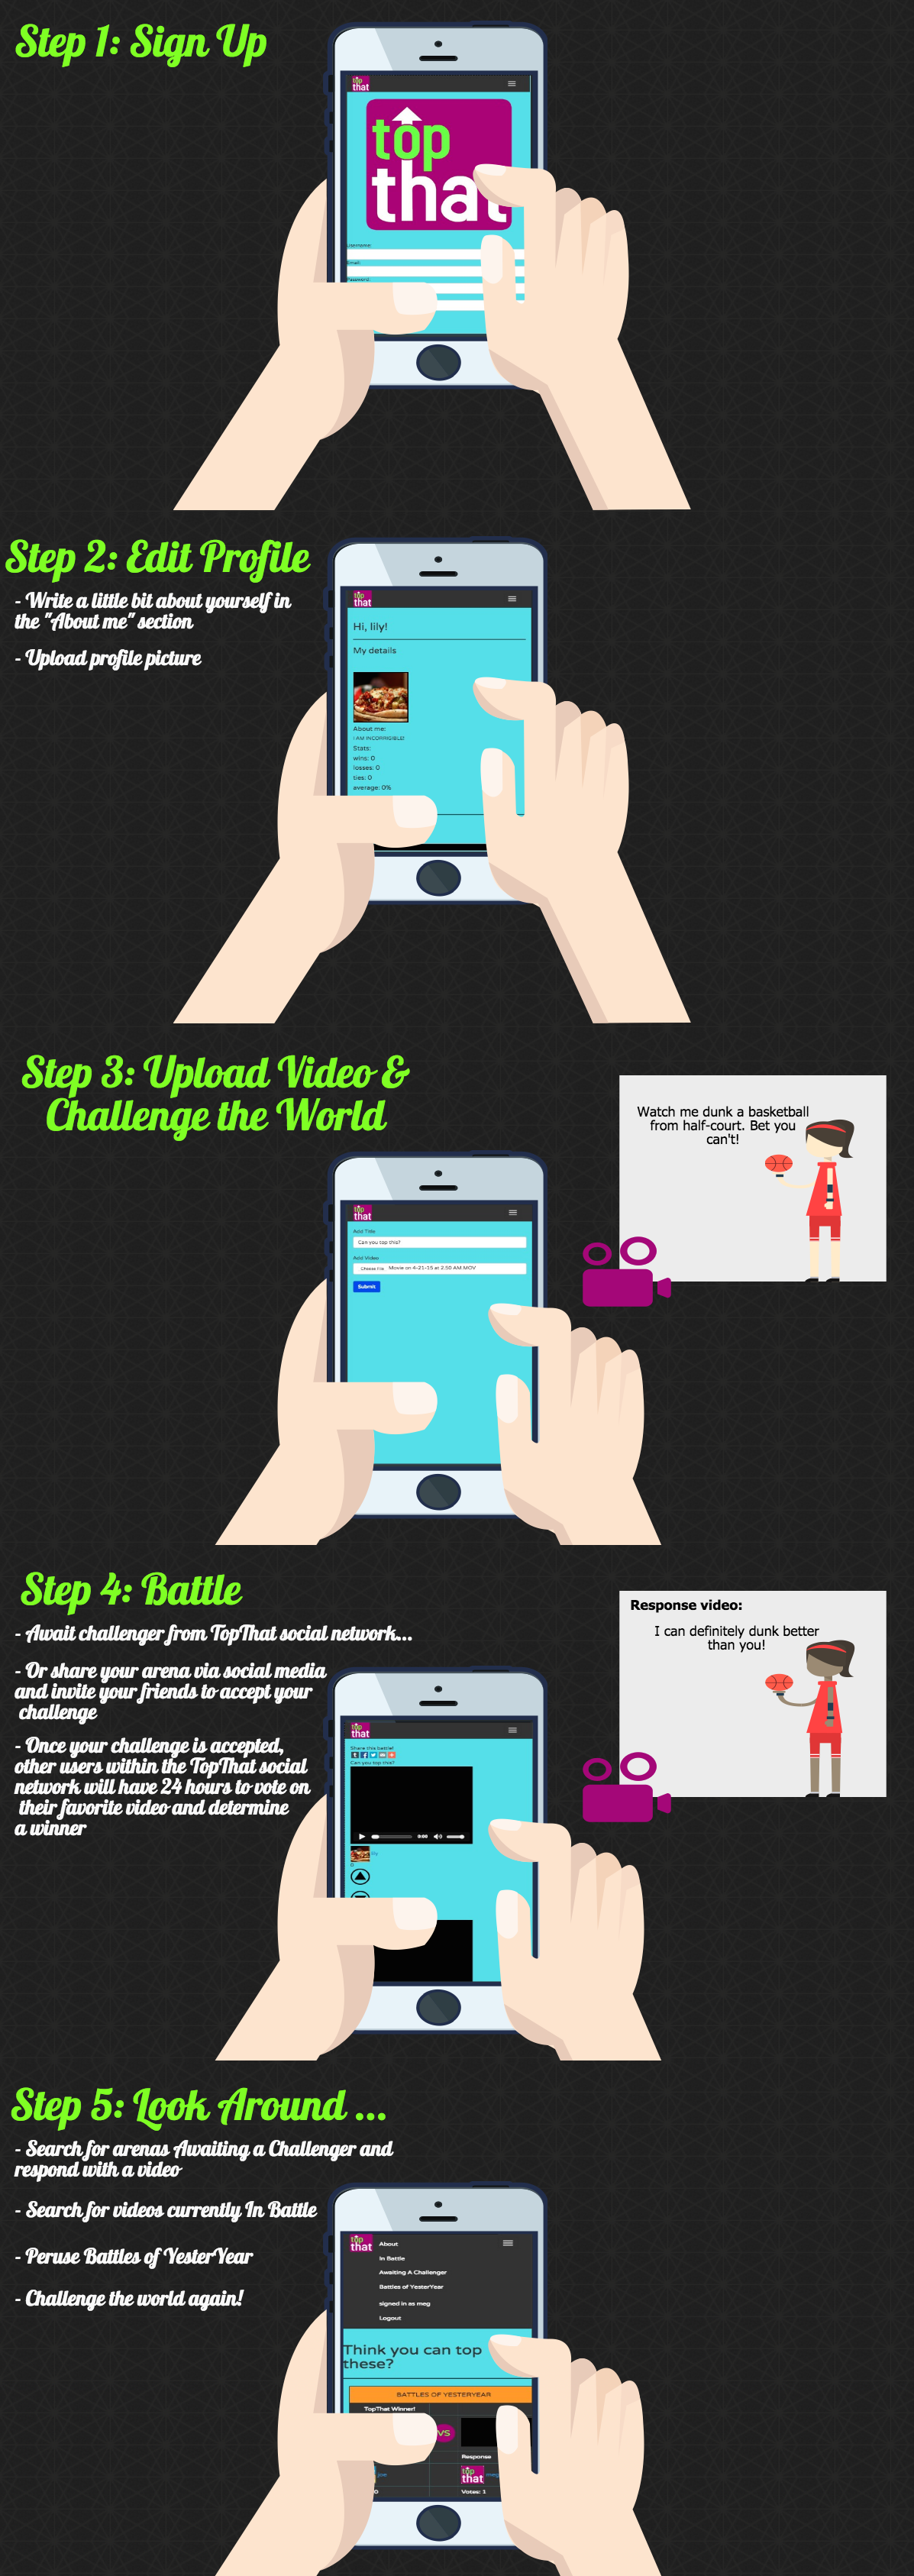 Step 1: Sign Up
top
that
top
that
Username:
Email:
Password:
Step 2: Edit Profile
- Write a little bit about yourself in
the "About me" section
- Upload profile picture
top
that
Hi, lily!
My details
About me:
I AM INCORRIGIBLE!
Stats:
wins: 0
losses: 0
ties: 0
average: 0%
Step 3: Upload Video &
Challenge the World
Watch me dunk a basketball
from half-court. Bet you
can't!
top
that
Add Title
Can you top this?
Add Video
Choose File Movie on 4-21-15 at 2.50 AM.MOV
Submit
Step 4: Battle
- Await challenger from TopThat social network...
- Or share your arena via social media
and invite your friends to accept your
challenge
- Once your challenge is accepted,
other users within the TopThat social
network will have 24 hours to vote on
their favorite video and determine
a winner
Response video:
I can definitely dunk better
than you!
top
that
Share this battle!
Can you top this?
0:00
Step 5: Look Around ...
- Search for arenas Awaiting a Challenger and
respond with a video
- Search for videos currently In Battle
- Peruse Battles of YesterYear
- Challenge the world again!
top
that
About
In Battle
Awaiting A Challenger
Battles of YesterYear
signed in as meg
Logout
Think you can top
these?
BATTLES OF YESTERYEAR
TopThat Winner!
VS
Response
joe
top
that
meg
0
Votes: 1